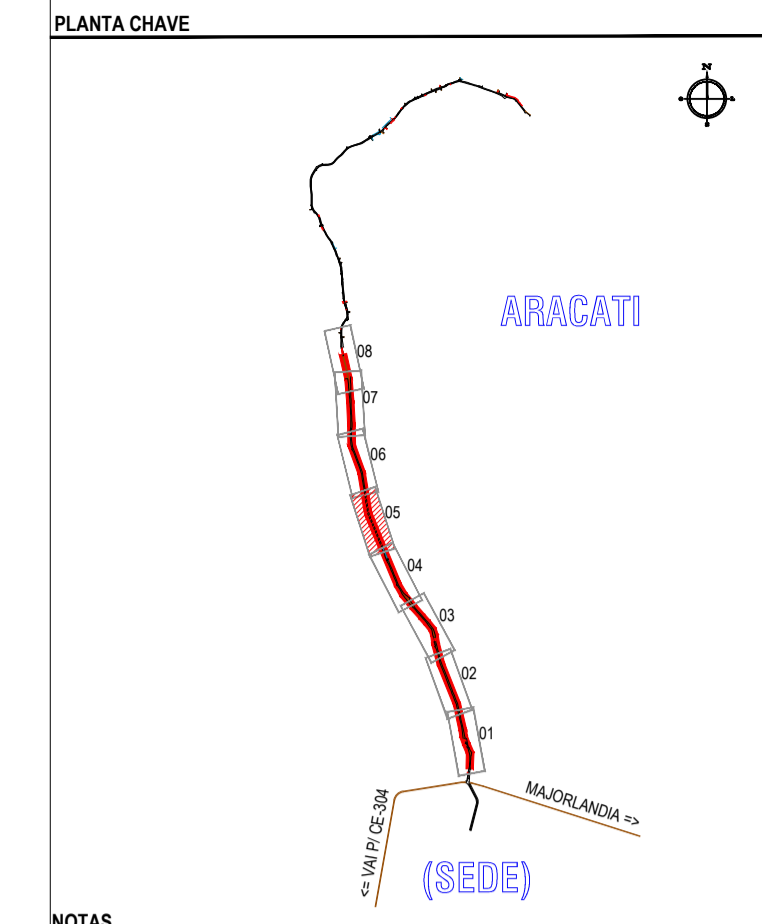 PLANTA CHAVE
N
ARACATI
08
07
06
05
04
03
02
01
MAJORLANDIA =>
<= VAI P/ CE-304
(SEDE)
NOTAS